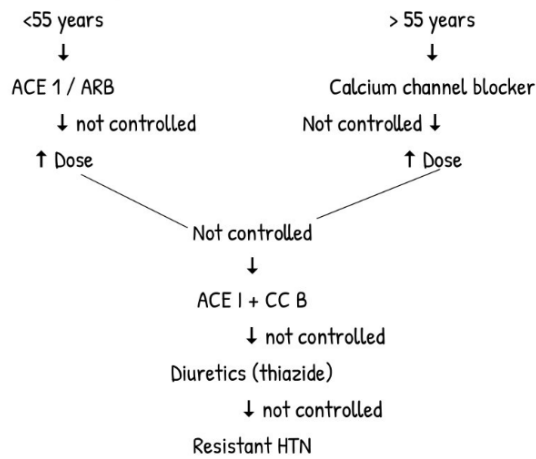 <55 years
> 55 years
↓
↓
ACE 1 / ARB
Calcium channel blocker
↓ not controlled
Not controlled ↓
↑ Dose
↑ Dose
Not controlled
↓
ACE I + CC B
↓ not controlled
Diuretics (thiazide)
↓ not controlled
Resistant HTN